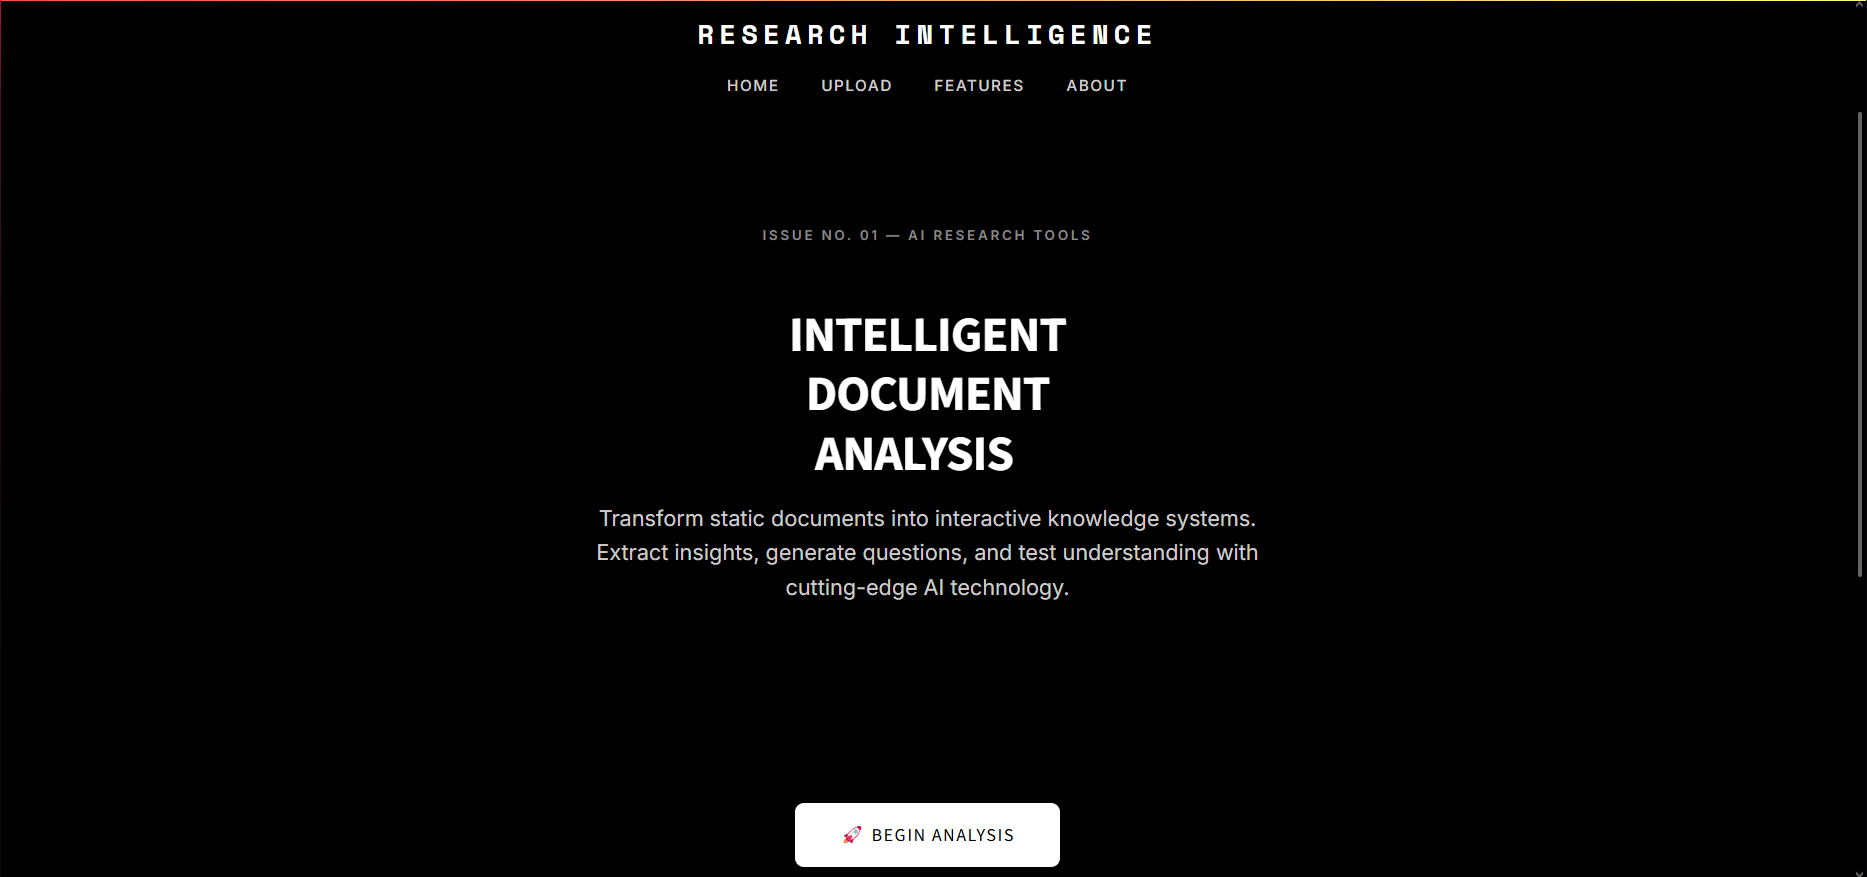 RESEARCH INTELLIGENCE
HOME UPLOAD FEATURES ABOUT
ISSUE NO. 01 — AI RESEARCH TOOLS
INTELLIGENT
DOCUMENT
ANALYSIS
Transform static documents into interactive knowledge systems.
Extract insights, generate questions, and test understanding with
cutting-edge AI technology.
🚀 BEGIN ANALYSIS